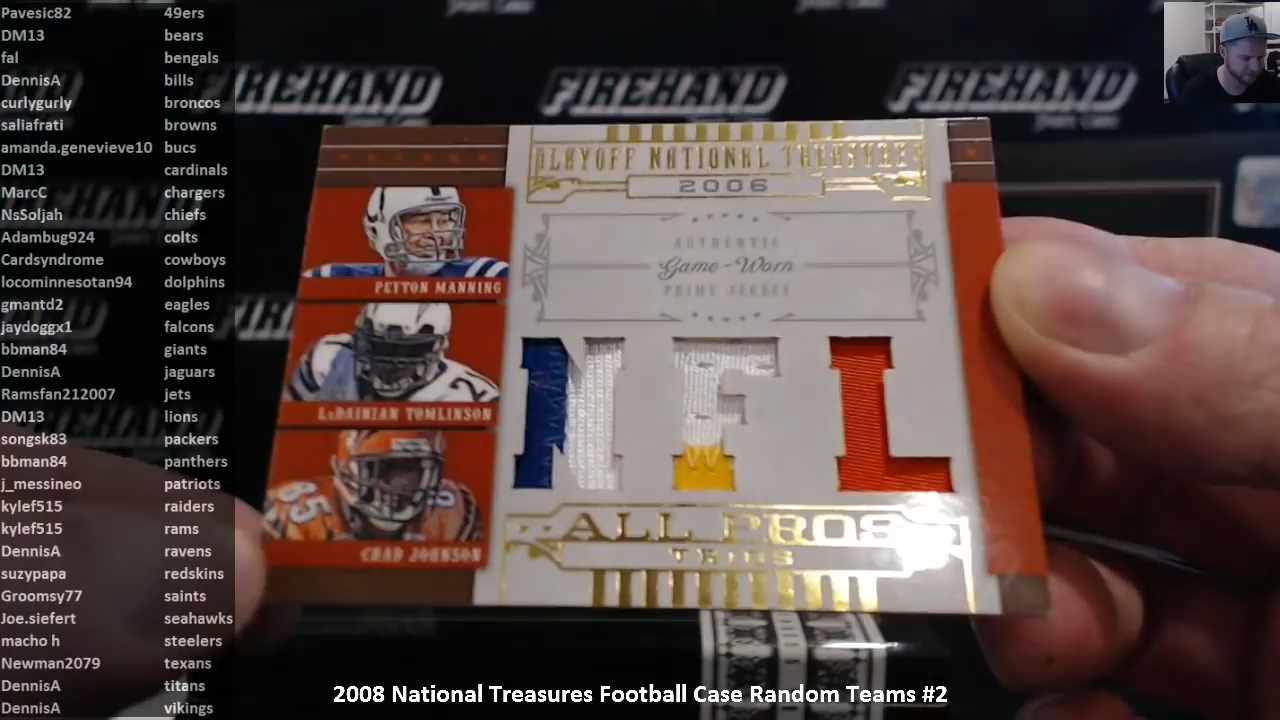 Pavesic82 49ers
DM13 bears
fal bengals
DennisA bills
curlygurly broncos
saliafrati browns
amanda.genevieve10 bucs
DM13 cardinals
MarcC chargers
NsSoljah chiefs
Adambug924 colts
Cardsyndrome cowboys
locominnesotan94 dolphins
gmantd2 eagles
jaydoggx1 falcons
bbman84 giants
DennisA jaguars
Ramsfan212007 jets
DM13 lions
songsk83 packers
bbman84 panthers
j_messineo patriots
kylef515 raiders
kylef515 rams
DennisA ravens
suzypapa redskins
Groomsy77 saints
Joe.siefert seahawks
macho h steelers
Newman2079 texans
DennisA titans
DennisA vikings
FIREHAND FIREHAND FIREHAND
PLAYOFF NATIONAL TREASURES
2006
AUTHENTIC
Game-Worn
PRIME JERSEY
PEYTON MANNING
LaDAINIAN TOMLINSON
CHAD JOHNSON
NFL
ALL PROS
TRIOS
2008 National Treasures Football Case Random Teams #2